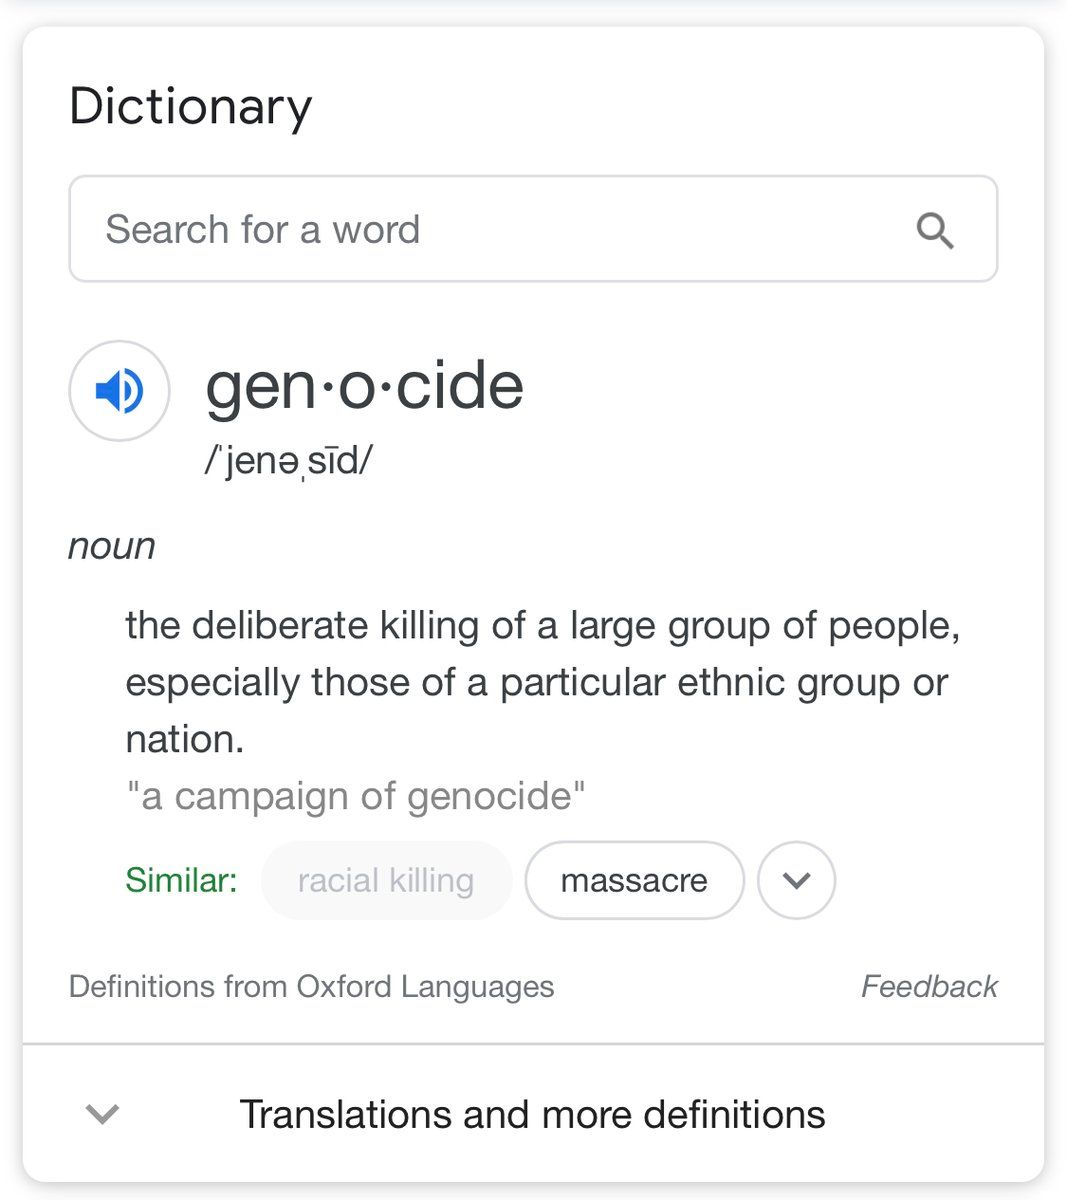 Dictionary
Search for a word
gen·o·cide
/ˈjenəˌsīd/
noun
the deliberate killing of a large group of people,
especially those of a particular ethnic group or
nation.
"a campaign of genocide"
Similar: racial killing massacre
Definitions from Oxford Languages Feedback
Translations and more definitions